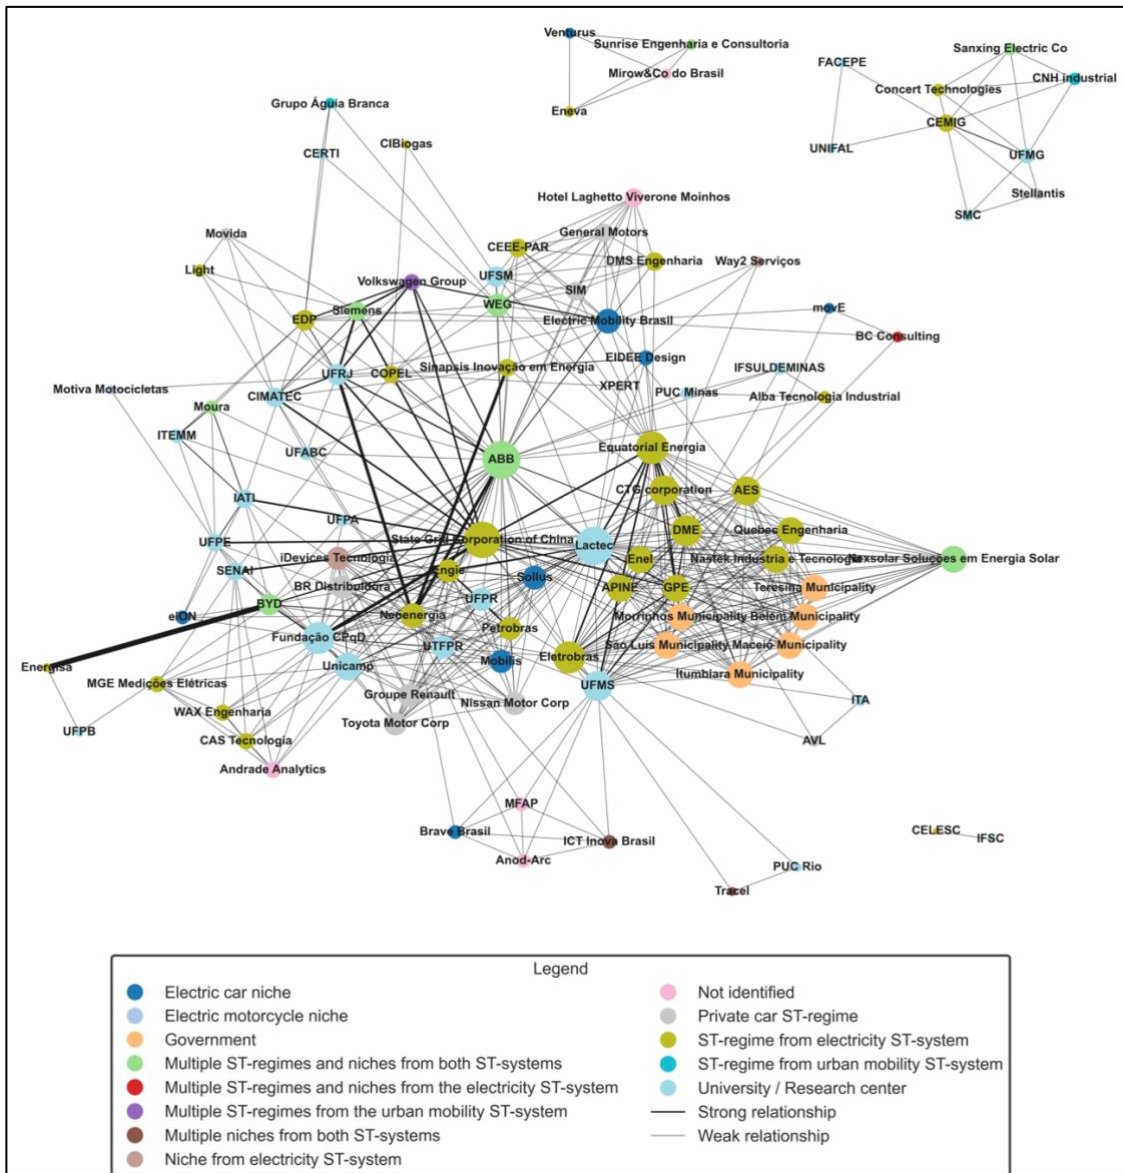 Venturus
Sunrise Engenharia e Consultoria
Mirow&Co do Brasil
Eneva
FACEPE
Sanxing Electric Co
CNH industrial
Concert Technologies
CEMIG
UNIFAL
UFMG
Stellantis
SMC
Grupo Águia Branca
CERTI
CIBiogas
Hotel Laghetto Viverone Moinhos
Movida
General Motors
CEEE-PAR
Light
UFSM
DMS Engenharia
Way2 Serviços
Volkswagen Group
SIM
Siemens
WEG
EDP
Electric Mobility Brasil
movE
BC Consulting
EIDEE Design
UFRJ
COPEL
Sinapsis Inovação em Energia
IFSULDEMINAS
XPERT
PUC Minas
Motiva Motocicletas
CIMATEC
Alba Tecnologia Industrial
Moura
ITEMM
UFABC
Equatorial Energia
ABB
CTG corporation
AES
IATI
UFPA
DME
Quebec Engenharia
State Grid Corporation of China
UFPE
iDevices Tecnologia
Lactec
Enel
Nastek Industria e Tecnologia
Nexsolar Soluções em Energia Solar
SENAI
Engie
Sollus
BR Distribuidora
APINE
GPE
Teresina Municipality
BYD
UFPR
eiON
Neoenergia
Morrinhos Municipality
Belém Municipality
Petrobras
Fundação CPqD
UTFPR
São Luis Municipality
Maceió Municipality
Energisa
Unicamp
Mobilis
Eletrobras
Itumbiara Municipality
MGE Medições Elétricas
UFMS
Groupe Renault
Nissan Motor Corp
ITA
WAX Engenharia
Toyota Motor Corp
UFPB
CAS Tecnologia
AVL
Andrade Analytics
MFAP
Brave Brasil
ICT Inova Brasil
CELESC
IFSC
Anod-Arc
PUC Rio
Tracel
Legend
Electric car niche
Electric motorcycle niche
Government
Multiple ST-regimes and niches from both ST-systems
Multiple ST-regimes and niches from the electricity ST-system
Multiple ST-regimes from the urban mobility ST-system
Multiple niches from both ST-systems
Niche from electricity ST-system
Not identified
Private car ST-regime
ST-regime from electricity ST-system
ST-regime from urban mobility ST-system
University / Research center
Strong relationship
Weak relationship